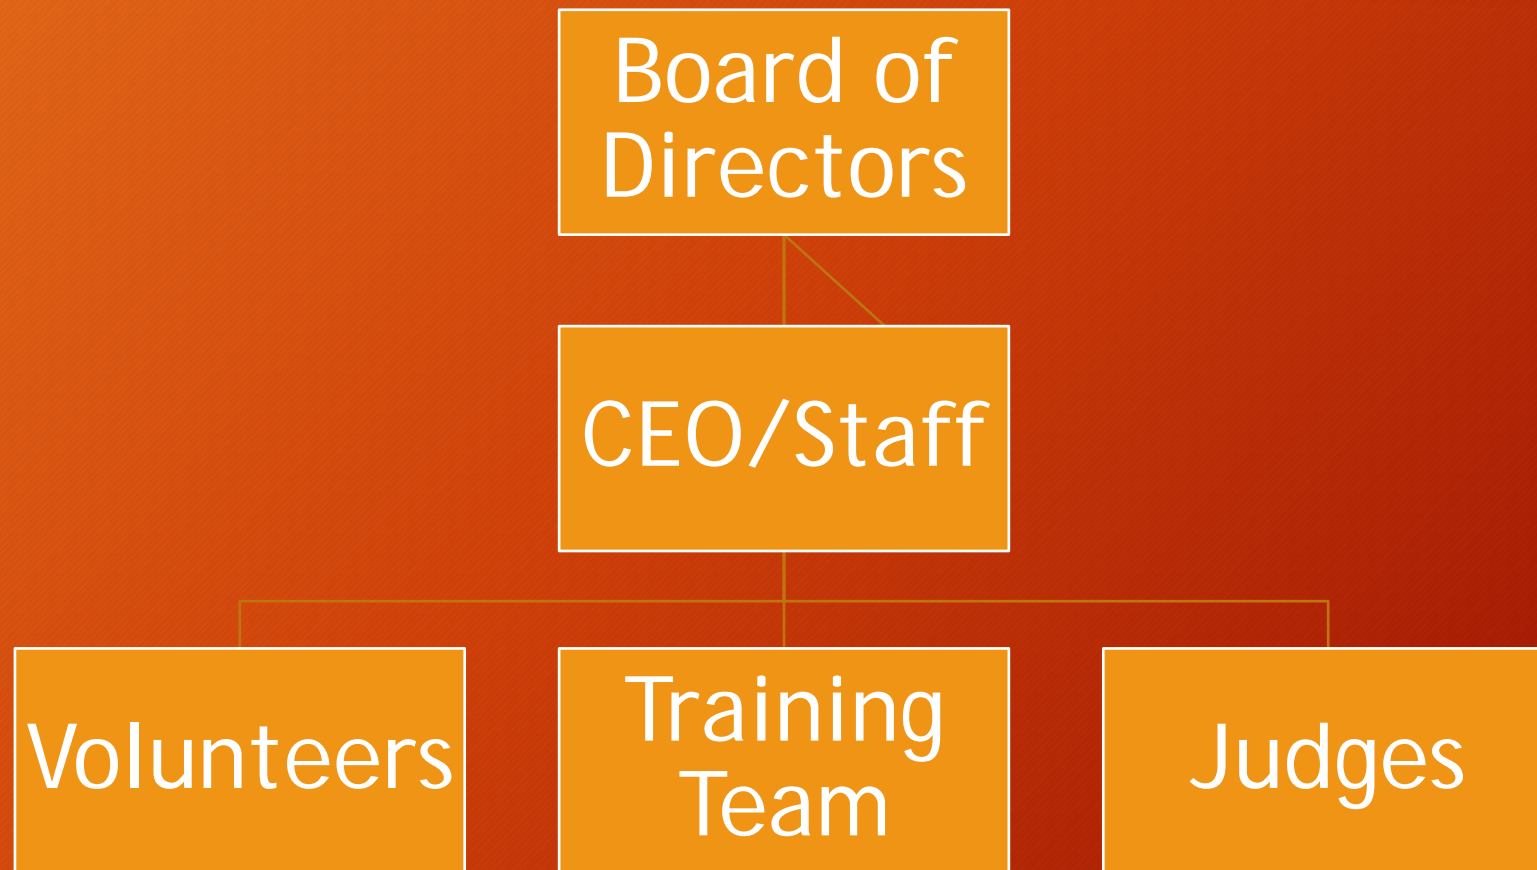 Board of
Directors
CEO/Staff
Volunteers
Training
Team
Judges